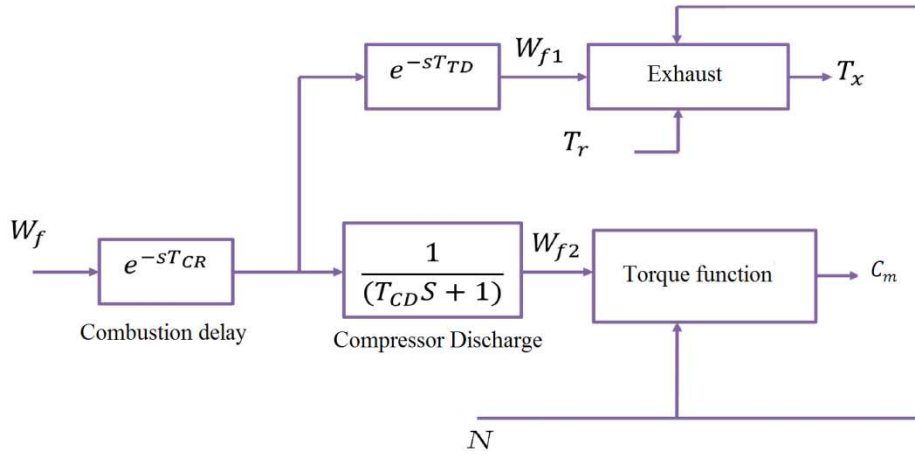 e^{-sT_{TD}}
W_{f1}
Exhaust
T_x
T_r
W_f
e^{-sT_{CR}}
Combustion delay
\frac{1}{(T_{CD}S + 1)}
Compressor Discharge
W_{f2}
Torque function
C_m
N